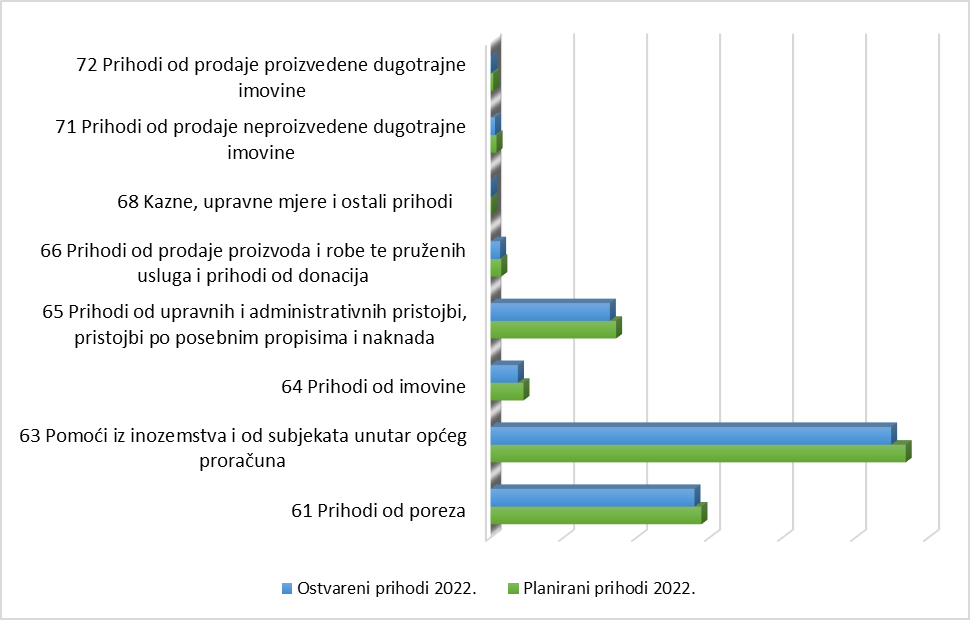 72 Prihodi od prodaje proizvedene dugotrajne
imovine
71 Prihodi od prodaje neproizvedene dugotrajne
imovine
68 Kazne, upravne mjere i ostali prihodi
66 Prihodi od prodaje proizvoda i robe te pruženih
usluga i prihodi od donacija
65 Prihodi od upravnih i administrativnih pristojbi,
pristojbi po posebnim propisima i naknada
64 Prihodi od imovine
63 Pomoći iz inozemstva i od subjekata unutar općeg
proračuna
61 Prihodi od poreza
Ostvareni prihodi 2022.
Planirani prihodi 2022.